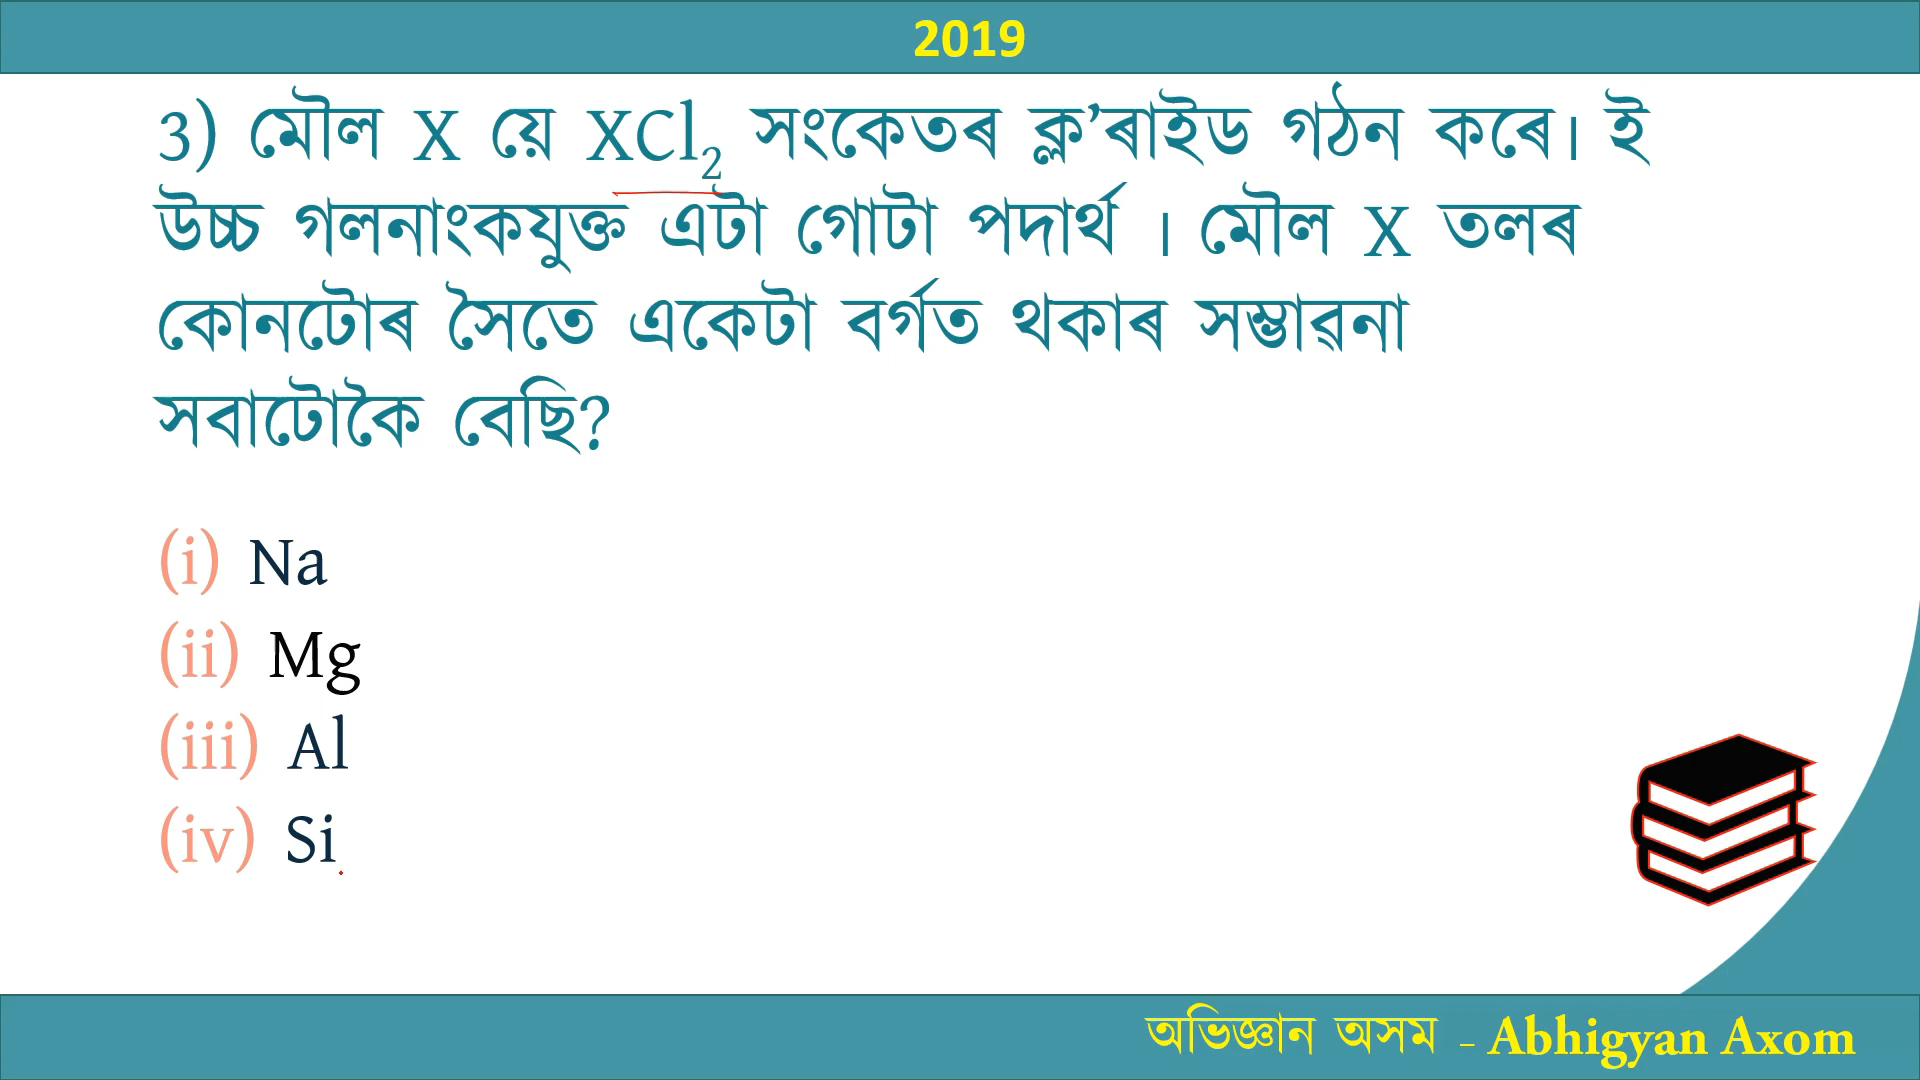 2019
3) মৌল X য়ে XCl₂ সংকেতৰ ক্ল’ৰাইড গঠন কৰে। ই
উচ্চ গলনাংকযুক্ত এটা গোটা পদাৰ্থ । মৌল X তলৰ
কোনটোৰ সৈতে একেটা বৰ্গত থকাৰ সম্ভাৱনা
সবাটোকৈ বেছি?
(i) Na
(ii) Mg
(iii) Al
(iv) Si
অভিজ্ঞান অসম – Abhigyan Axom